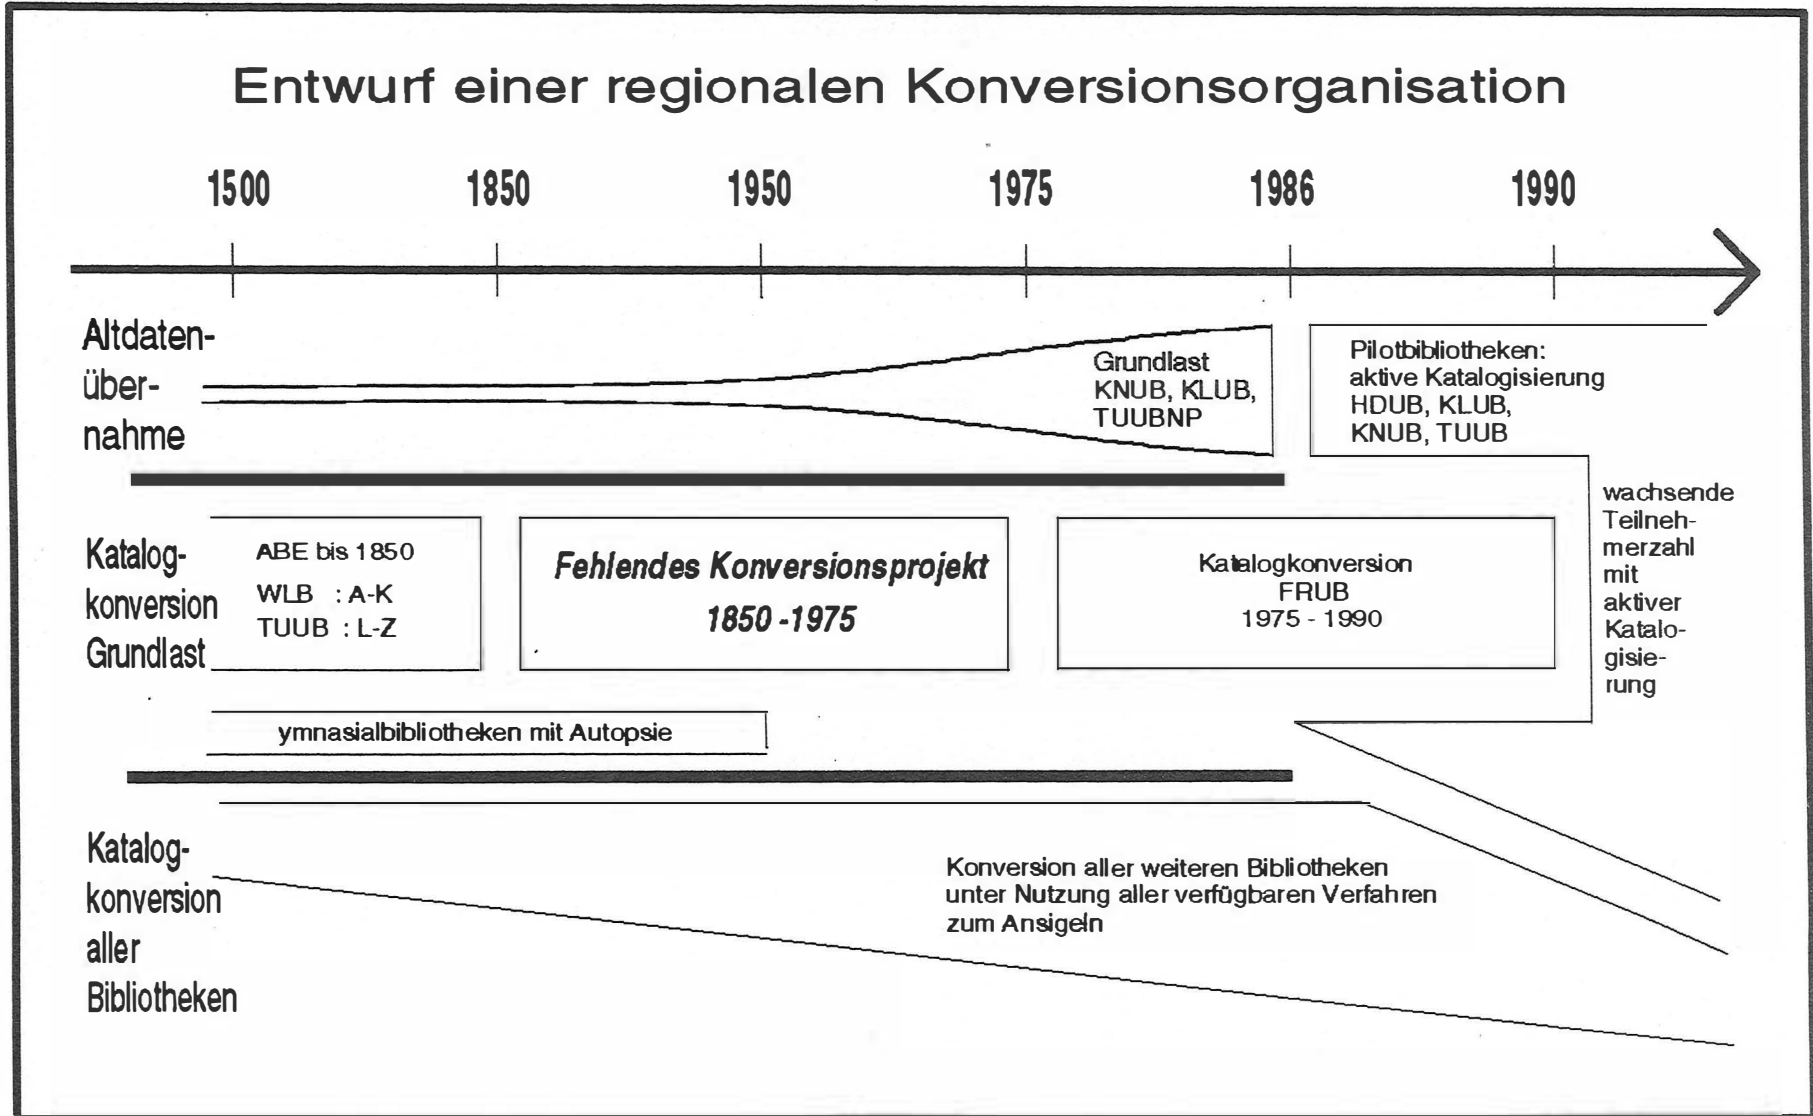 Entwurf einer regionalen Konversionsorganisation
1500 1850 1950 1975 1986 1990
Altdaten-
über-
nahme
Grundlast
KNUB, KLUB,
TUUBNP
Pilotbibliotheken:
aktive Katalogisierung
HDUB, KLUB,
KNUB, TUUB
wachsende
Teilneh-
merzahl
mit
aktiver
Katalo-
gisie-
rung
Katalog-
konversion
Grundlast
ABE bis 1850
WLB : A-K
TUUB : L-Z
Fehlendes Konversionsprojekt
1850 -1975
Katalogkonversion
FRUB
1975 - 1990
ymnasialbibliotheken mit Autopsie
Katalog-
konversion
aller
Bibliotheken
Konversion aller weiteren Bibliotheken
unter Nutzung aller verfügbaren Verfahren
zum Ansigeln